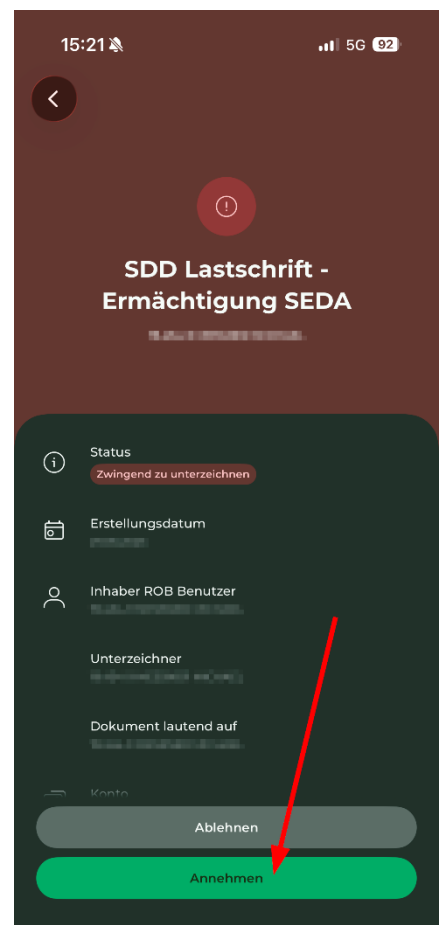 15:21
5G 92
SDD Lastschrift -
Ermächtigung SEDA
Status
Zwingend zu unterzeichnen
Erstellungsdatum
Inhaber ROB Benutzer
Unterzeichner
Dokument lautend auf
Konto
Ablehnen
Annehmen